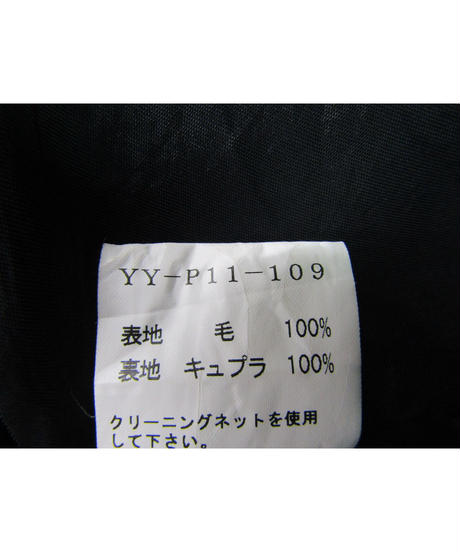 YY-P11-109
表地 毛 100%
裏地 キュプラ 100%
クリーニングネットを使用
して下さい。